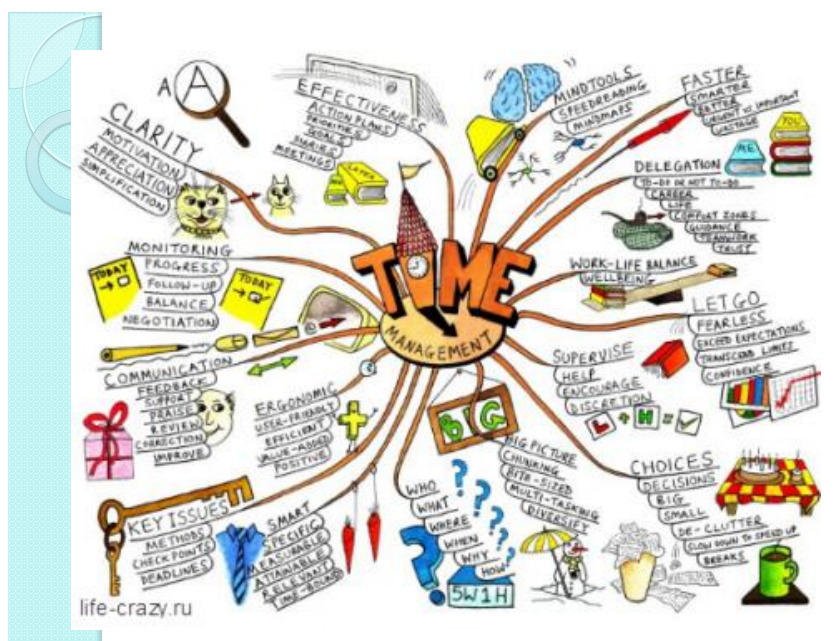 A A
CLARITY
MOTIVATION
APPRECIATION
SIMPLIFICATION
EFFECTIVENESS
ACTION PLANS
PRIORITIES
GOALS
DIARIES
MEETINGS
LATER
MINDTOOLS
SPEEDREADING
MINDMAPS
FASTER
SMARTER
BETTER
URGENT VS IMPORTANT
WASTAGE
YOU
ME
DELEGATION
TO-DO OR NOT TO-DO
CAREER
LIFE
COMFORT ZONES
GUIDANCE
TEAMWORK
TRUST
MONITORING
PROGRESS
FOLLOW-UP
BALANCE
NEGOTIATION
TODAY
TODAY
TIME
MANAGEMENT
WORK-LIFE BALANCE
WELLBEING
LET GO
FEARLESS
EXCEED EXPECTATIONS
TRANSCEND LIMITS
CONFIDENCE
COMMUNICATION
FEEDBACK
SUPPORT
PRAISE
REVIEW
CORRECTION
IMPROVE
ERGONOMIC
USER-FRIENDLY
EFFICIENT
VALUE-ADDED
POSITIVE
SUPERVISE
HELP
ENCOURAGE
DISCRETION
L + H =
BIG
BIG PICTURE
CHUNKING
BITE-SIZED
MULTI-TASKING
DIVERSIFY
CHOICES
DECISIONS
BIG
SMALL
DE-CLUTTER
SLOW DOWN TO SPEED UP
BREAKS
KEY ISSUES
METHODS
CHECKPOINTS
DEADLINES
SMART
SPECIFIC
MEASURABLE
ATTAINABLE
RELEVANT
TIME-BOUND
WHO
WHAT
WHERE
WHEN
WHY
HOW
5W1H
life-crazy.ru